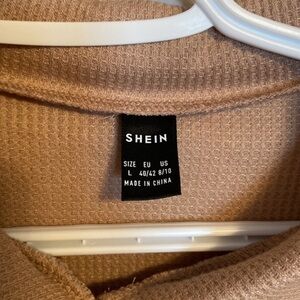 SHEIN
SIZE EU US
L 40/42 8/10
MADE IN CHINA